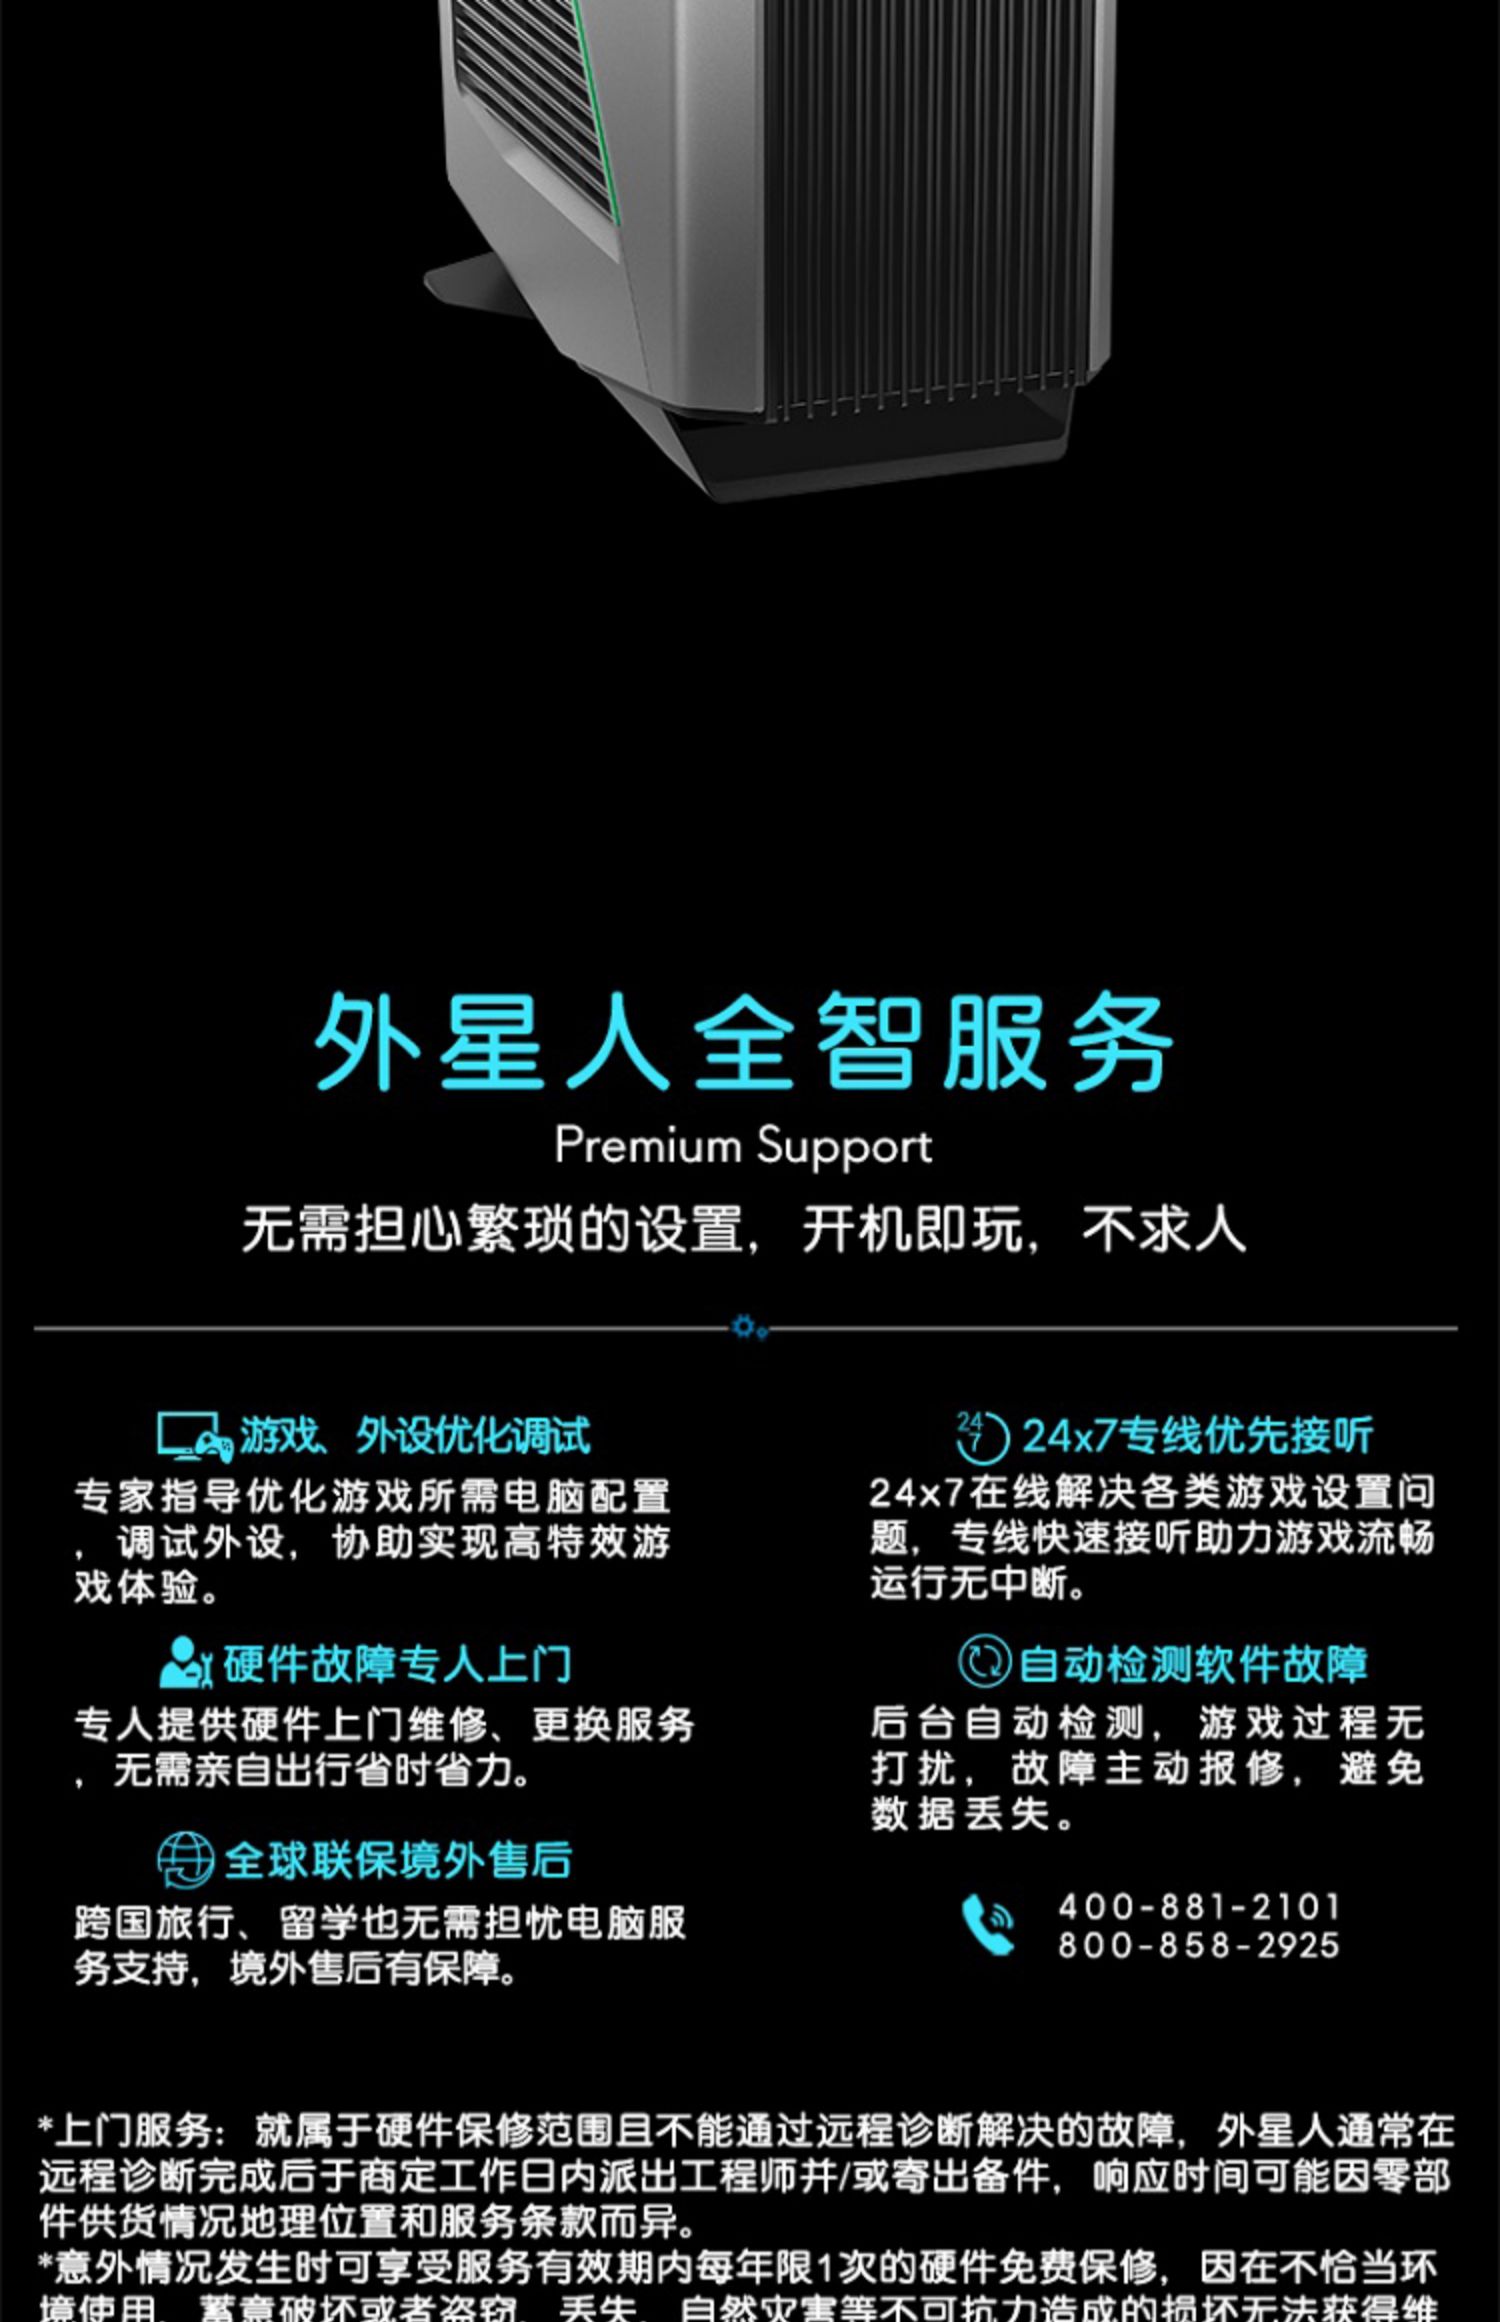 外星人全智服务
Premium Support
无需担心繁琐的设置，开机即玩，不求人
游戏、外设优化调试
专家指导优化游戏所需电脑配置
，调试外设，协助实现高特效游
戏体验。
硬件故障专人上门
专人提供硬件上门维修、更换服务
，无需亲自出行省时省力。
全球联保境外售后
跨国旅行、留学也无需担忧电脑服
务支持，境外售后有保障。
24
7
24x7专线优先接听
24x7在线解决各类游戏设置问
题，专线快速接听助力游戏流畅
运行无中断。
自动检测软件故障
后台自动检测，游戏过程无
打扰，故障主动报修，避免
数据丢失。
400-881-2101
800-858-2925
*上门服务：就属于硬件保修范围且不能通过远程诊断解决的故障，外星人通常在
远程诊断完成后于商定工作日内派出工程师并/或寄出备件，响应时间可能因零部
件供货情况地理位置和服务条款而异。
*意外情况发生时可享受服务有效期内每年限1次的硬件免费保修，因在不恰当环
境使用、蓄意破坏或者盗窃、丢失、自然灾害等不可抗力造成的损坏无法获得维